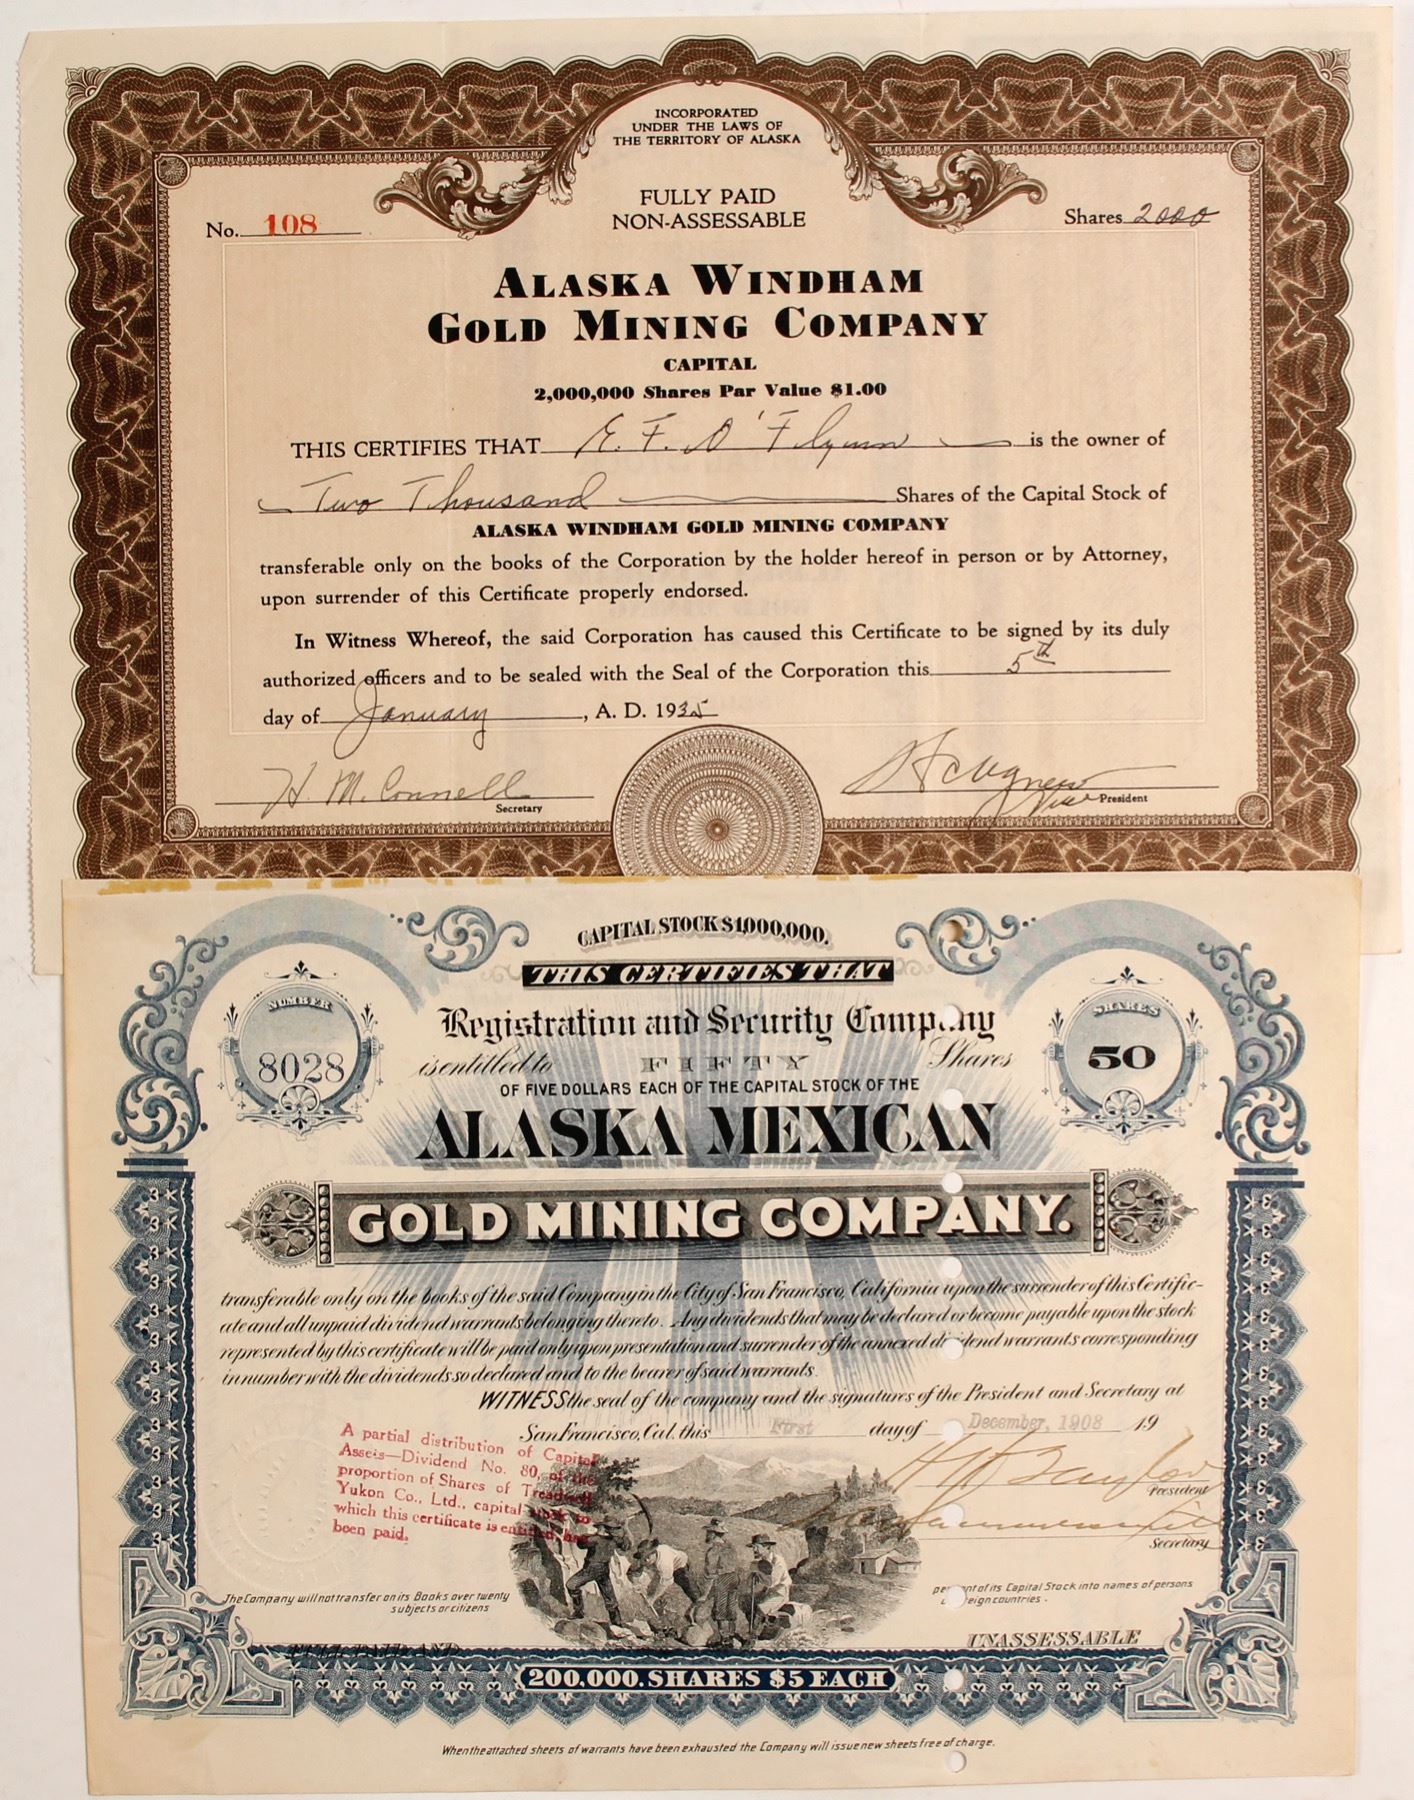 INCORPORATED
UNDER THE LAWS OF
THE TERRITORY OF ALASKA
FULLY PAID
NON-ASSESSABLE
No. 108
Shares 2000
ALASKA WINDHAM
GOLD MINING COMPANY
CAPITAL
2,000,000 Shares Par Value $1.00
THIS CERTIFIES THAT E. F. O'Flynn is the owner of
Two Thousand Shares of the Capital Stock of
ALASKA WINDHAM GOLD MINING COMPANY
transferable only on the books of the Corporation by the holder hereof in person or by Attorney,
upon surrender of this Certificate properly endorsed.
In Witness Whereof, the said Corporation has caused this Certificate to be signed by its duly
authorized officers and to be sealed with the Seal of the Corporation this 5th
day of January, A. D. 1935
H. M. Connell
Secretary
Vice President
CAPITAL STOCK $1,000,000.
THIS CERTIFIES THAT
NUMBER
8028
SHARES
50
Registration and Security Company
is entitled to FIFTY Shares
OF FIVE DOLLARS EACH OF THE CAPITAL STOCK OF THE
ALASKA MEXICAN
GOLD MINING COMPANY.
transferable only on the books of the said Company in the City of San Francisco, California upon the surrender of this Certific-
ate and all unpaid dividend warrants belonging thereto. Any dividends that may be declared or become payable upon the stock
represented by this certificate will be paid only upon presentation and surrender of the annexed dividend warrants corresponding
in number with the dividends so declared and to the bearer of said warrants.
WITNESS the seal of the company and the signatures of the President and Secretary at
San Francisco, Cal. this First day of December, 1908 19
A partial distribution of Capital
Assets—Dividend No. 80, of the
proportion of Shares of Treadwell
Yukon Co., Ltd., capital stock to
which this certificate is entitled, has
been paid.
President
Secretary
The Company will not transfer on its Books over twenty per cent of its Capital Stock into names of persons
subjects or citizens of foreign countries.
FULL PAID AND UNASSESSABLE
200,000. SHARES $5 EACH
When the attached sheets of warrants have been exhausted the Company will issue new sheets free of charge.